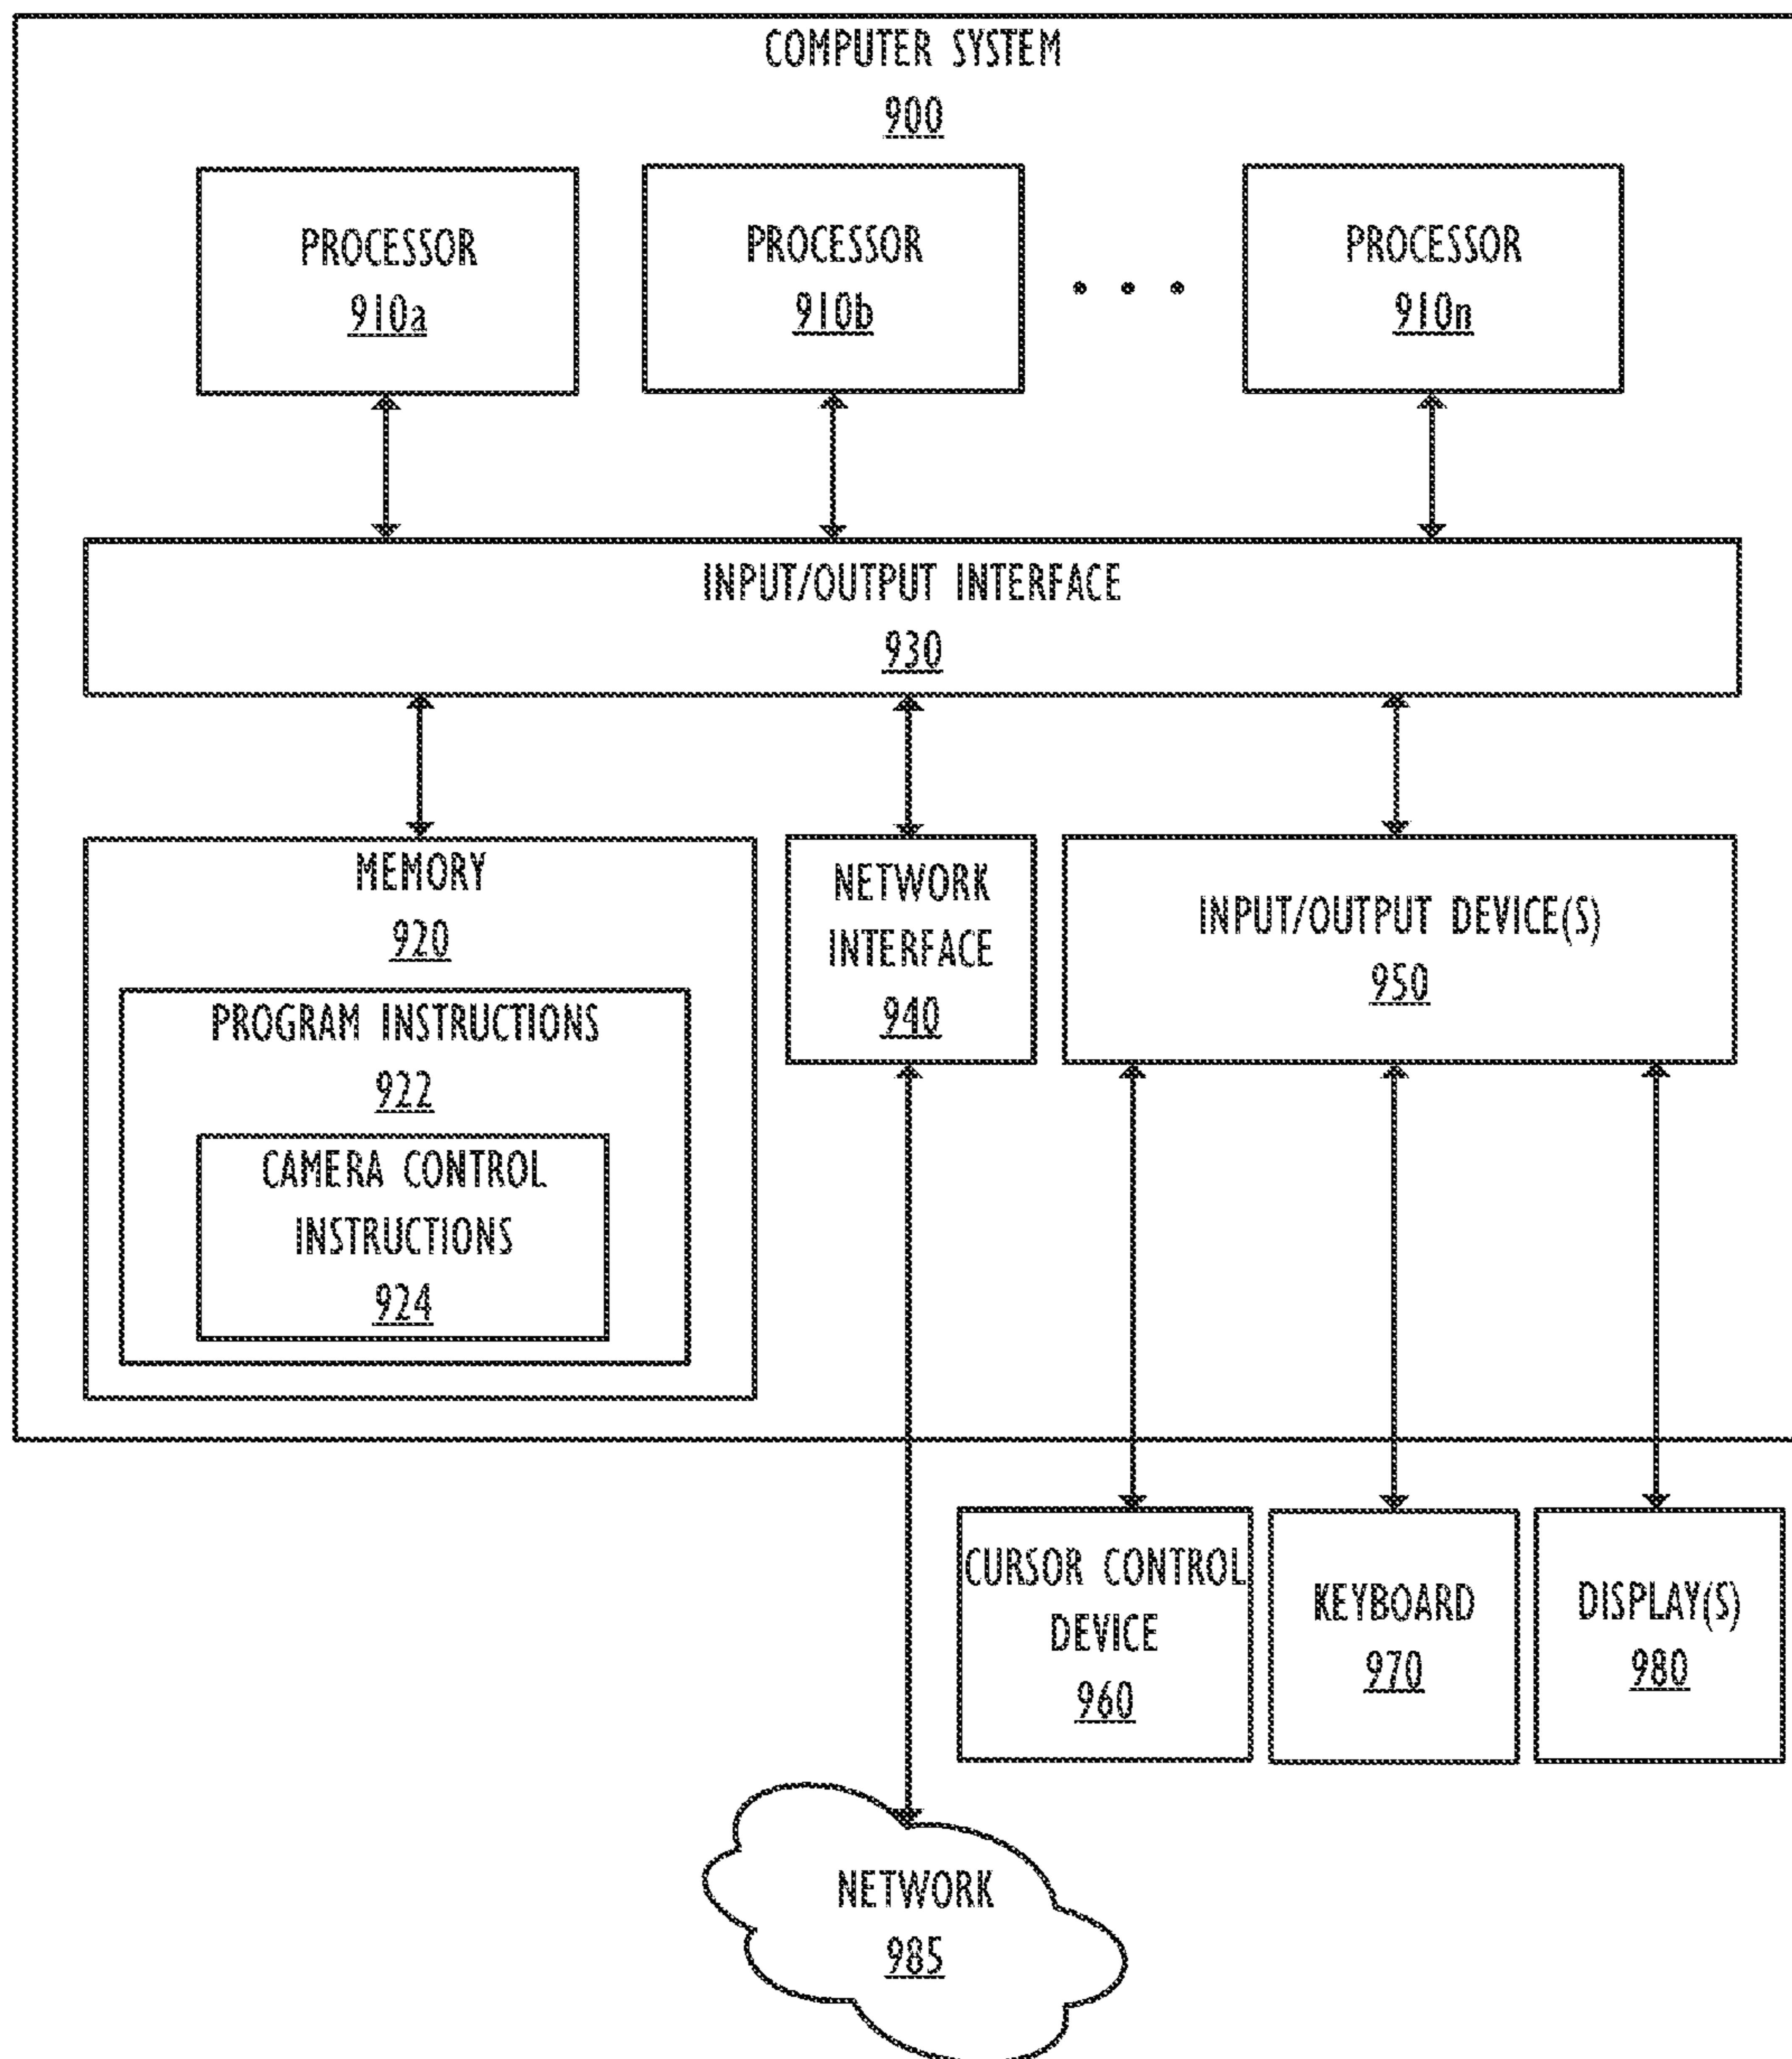 COMPUTER SYSTEM
900
PROCESSOR
910a
PROCESSOR
910b
PROCESSOR
910n
INPUT/OUTPUT INTERFACE
930
MEMORY
920
PROGRAM INSTRUCTIONS
922
CAMERA CONTROL
INSTRUCTIONS
924
NETWORK
INTERFACE
940
INPUT/OUTPUT DEVICE(S)
950
CURSOR CONTROL
DEVICE
960
KEYBOARD
970
DISPLAY(S)
980
NETWORK
985